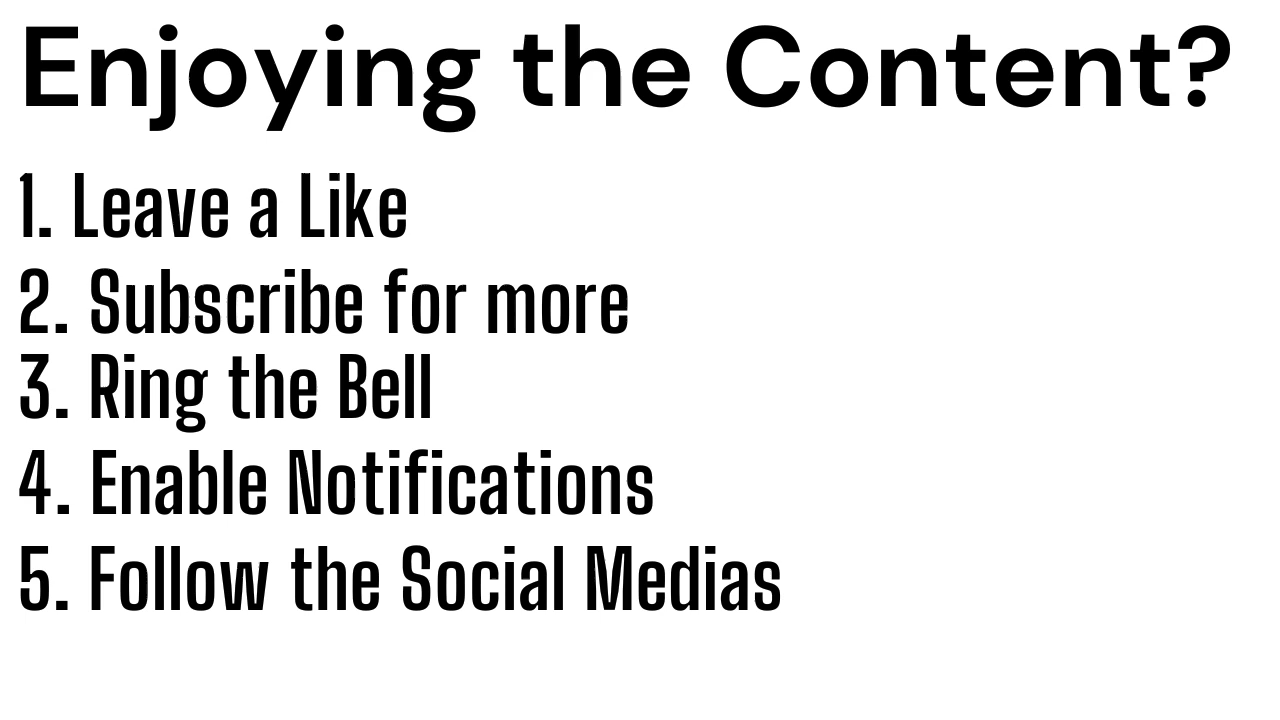 Enjoying the Content?
1. Leave a Like
2. Subscribe for more
3. Ring the Bell
4. Enable Notifications
5. Follow the Social Medias